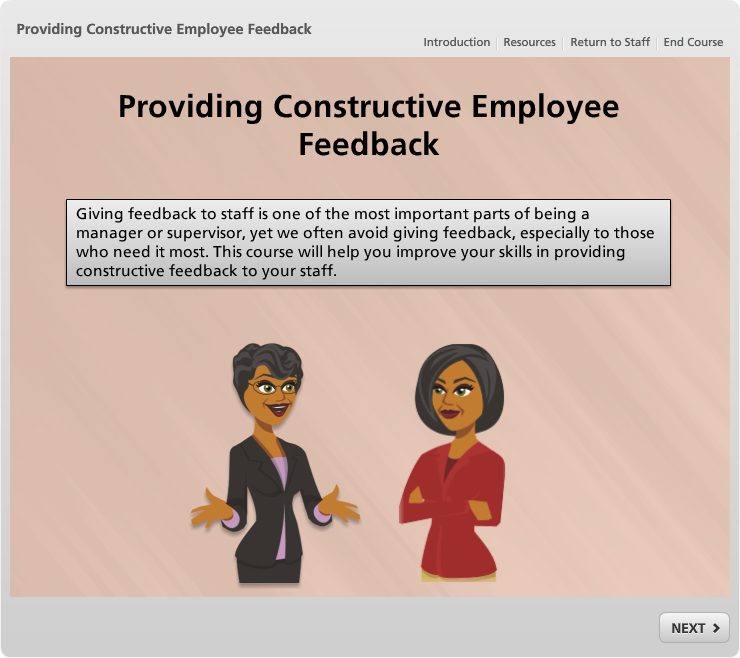 Providing Constructive Employee Feedback
Introduction
Resources
Return to Staff
End Course
Providing Constructive Employee
Feedback
Giving feedback to staff is one of the most important parts of being a
manager or supervisor, yet we often avoid giving feedback, especially to those
who need it most. This course will help you improve your skills in providing
constructive feedback to your staff.
NEXT